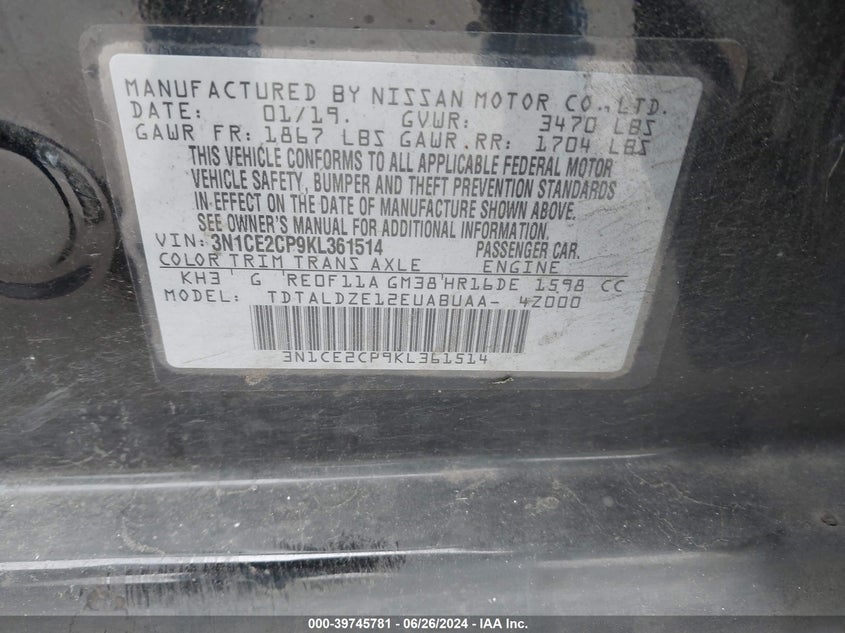 MANUFACTURED BY NISSAN MOTOR CO., LTD.
DATE: 01/19. GVWR: 3470 LBS
GAWR FR: 1867 LBS GAWR.RR: 1704 LBS
THIS VEHICLE CONFORMS TO ALL APPLICABLE FEDERAL MOTOR
VEHICLE SAFETY, BUMPER AND THEFT PREVENTION STANDARDS
IN EFFECT ON THE DATE OF MANUFACTURE SHOWN ABOVE.
SEE OWNER'S MANUAL FOR ADDITIONAL INFORMATION.
VIN: 3N1CE2CP9KL361514 PASSENGER CAR.
COLOR TRIM TRANS AXLE ENGINE
KH3 G RE0F11A GM38 HR16DE 1598 CC
MODEL: TDTALDZE12EUABUAA- 4Z000
3N1CE2CP9KL361514
000-39745781 - 06/26/2024 - IAA Inc.